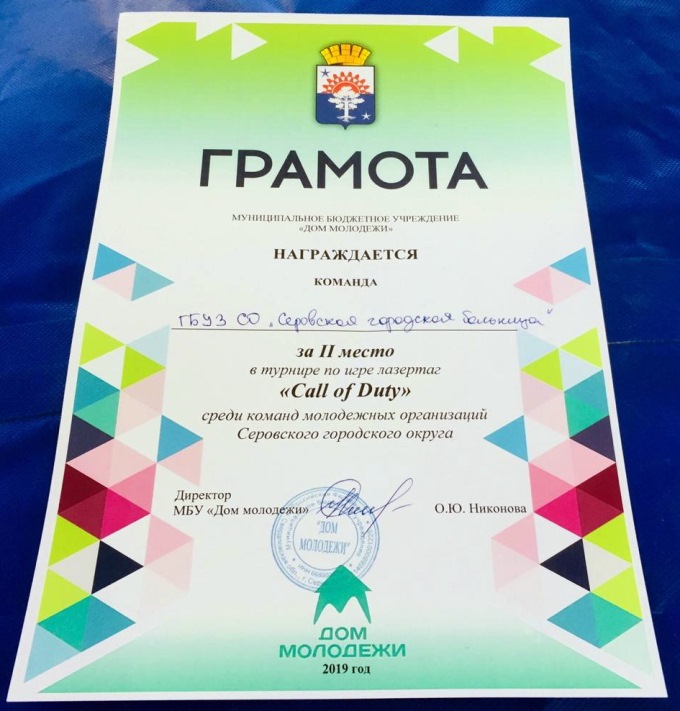 ГРАМОТА
МУНИЦИПАЛЬНОЕ БЮДЖЕТНОЕ УЧРЕЖДЕНИЕ
«ДОМ МОЛОДЕЖИ»
НАГРАЖДАЕТСЯ
КОМАНДА
ГБУЗ СО „Серовская городская больница"
за II место
в турнире по игре лазертаг
«Call of Duty»
среди команд молодежных организаций
Серовского городского округа
Директор
МБУ «Дом молодежи»
О.Ю. Никонова
"ДОМ
МОЛОДЕЖИ"
ДОМ
МОЛОДЕЖИ
2019 год